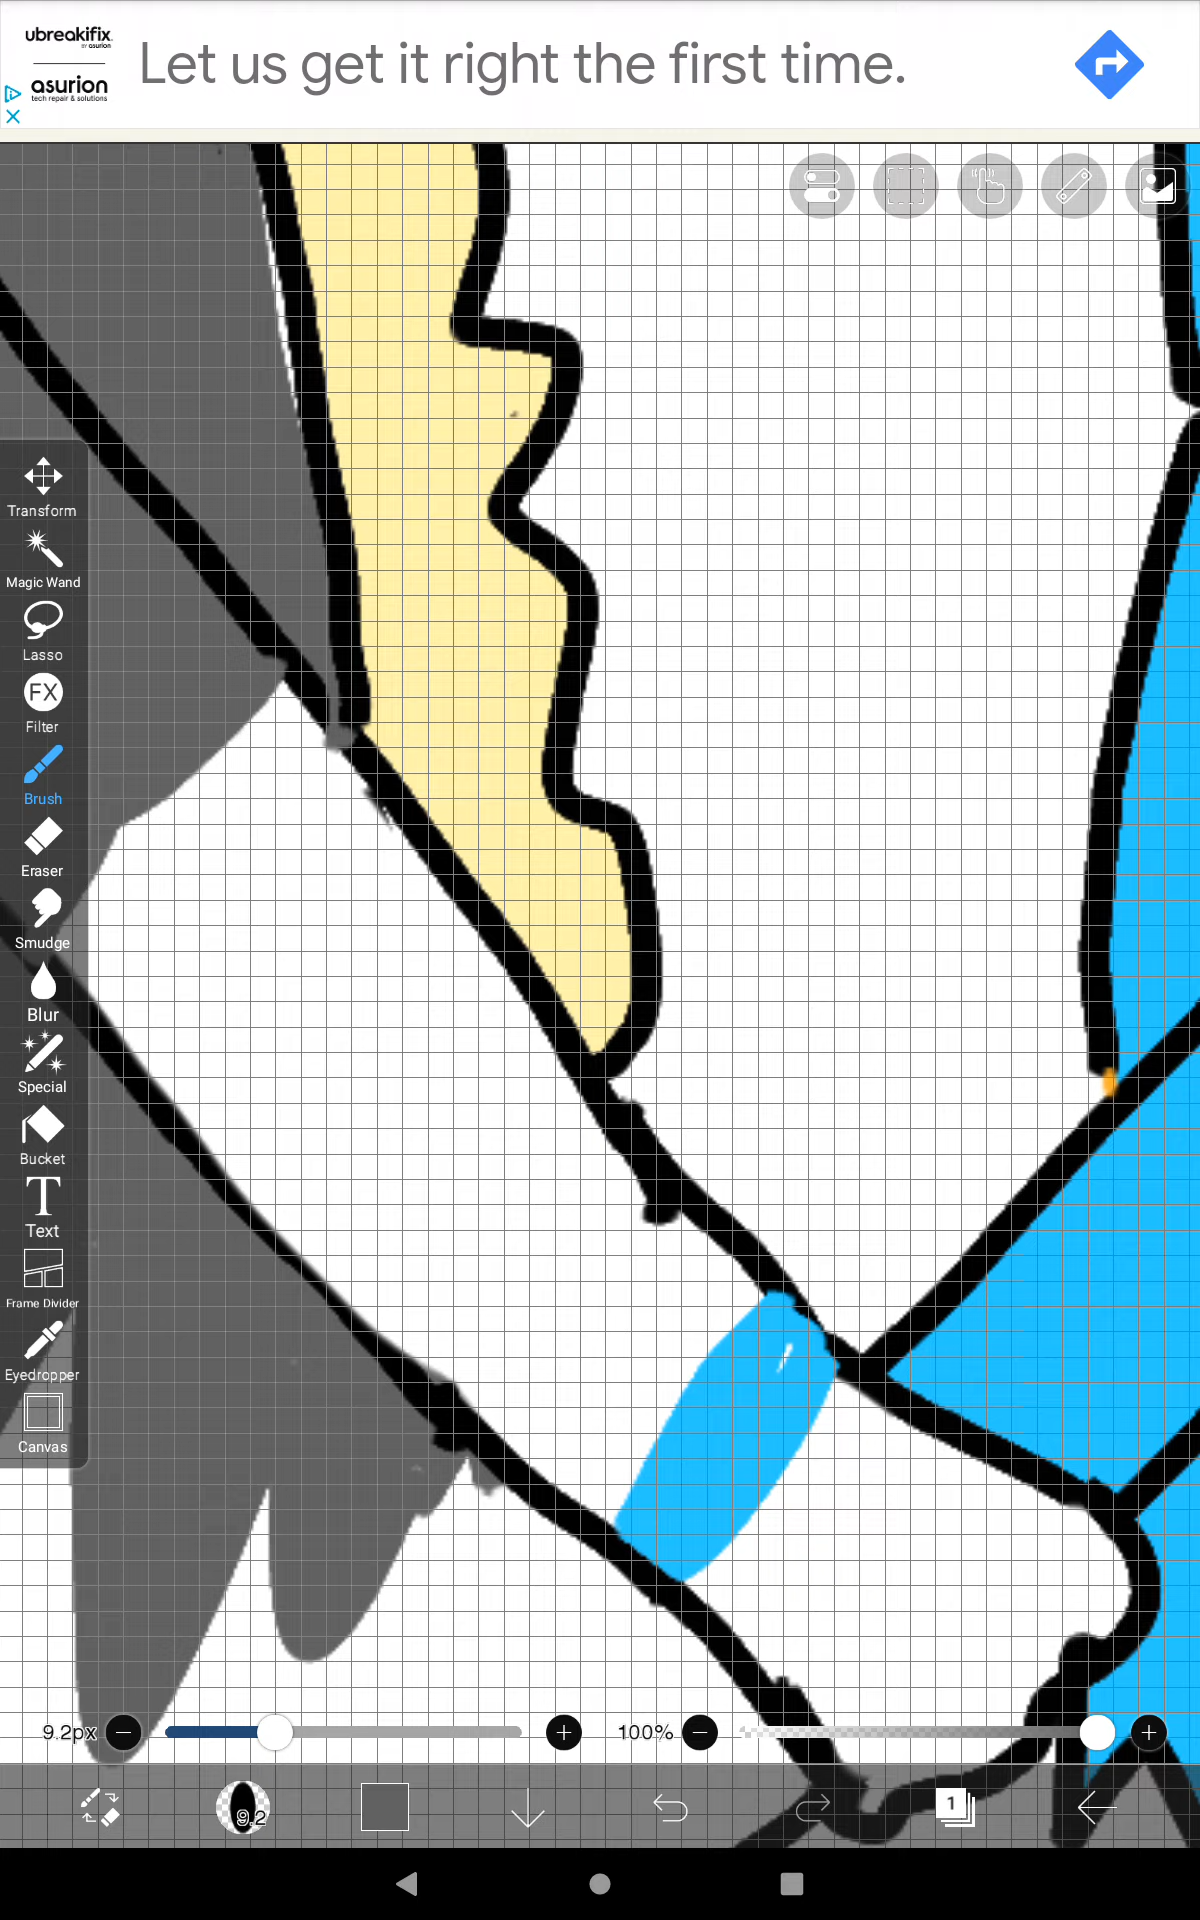 ubreakifix.
BY asurion
asurion
tech repair & solutions
Let us get it right the first time.
Transform
Magic Wand
Lasso
FX
Filter
Brush
Eraser
Smudge
Blur
Special
Bucket
T
Text
Frame Divider
Eyedropper
Canvas
9.2px
100%
9.2
1